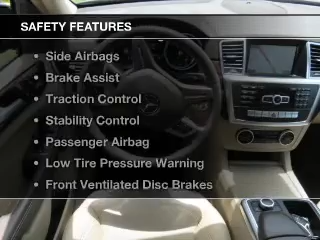 SAFETY FEATURES
• Side Airbags
• Brake Assist
• Traction Control
• Stability Control
• Passenger Airbag
• Low Tire Pressure Warning
• Front Ventilated Disc Brakes